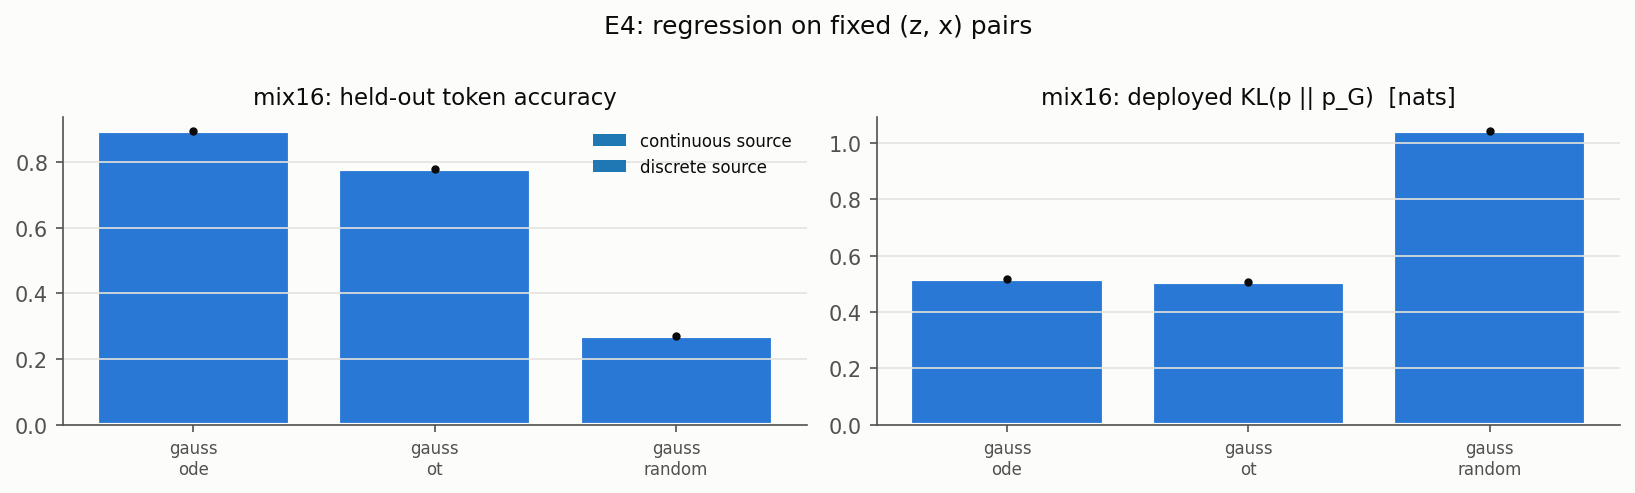 E4: regression on fixed (z, x) pairs
mix16: held-out token accuracy
continuous source
discrete source
0.8
0.6
0.4
0.2
0.0
gauss
ode
gauss
ot
gauss
random
mix16: deployed KL(p || p_G)  [nats]
1.0
0.8
0.6
0.4
0.2
0.0
gauss
ode
gauss
ot
gauss
random